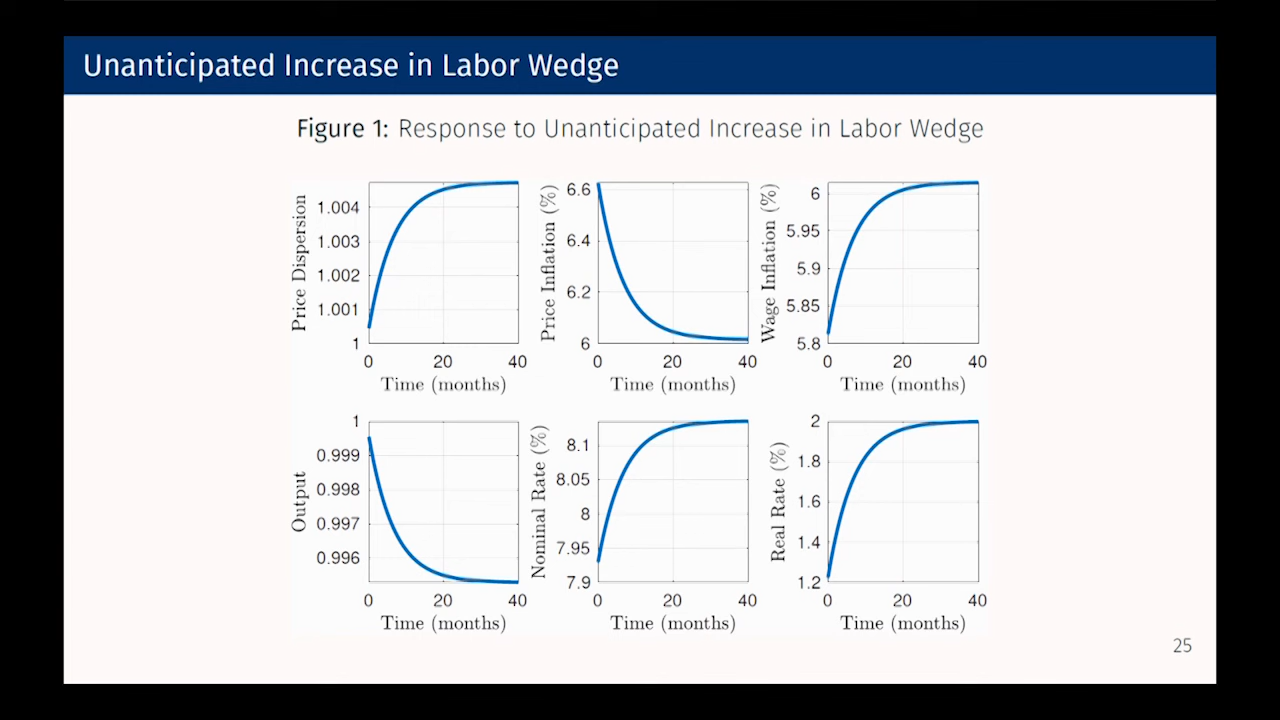 Unanticipated Increase in Labor Wedge
Figure 1: Response to Unanticipated Increase in Labor Wedge
Price Dispersion
1.004
1.003
1.002
1.001
1
0 20 40
Time (months)
Price Inflation (%)
6.6
6.4
6.2
6
0 20 40
Time (months)
Wage Inflation (%)
6
5.95
5.9
5.85
5.8
0 20 40
Time (months)
Output
1
0.999
0.998
0.997
0.996
0 20 40
Time (months)
Nominal Rate (%)
8.1
8.05
8
7.95
7.9
0 20 40
Time (months)
Real Rate (%)
2
1.8
1.6
1.4
1.2
0 20 40
Time (months)
25